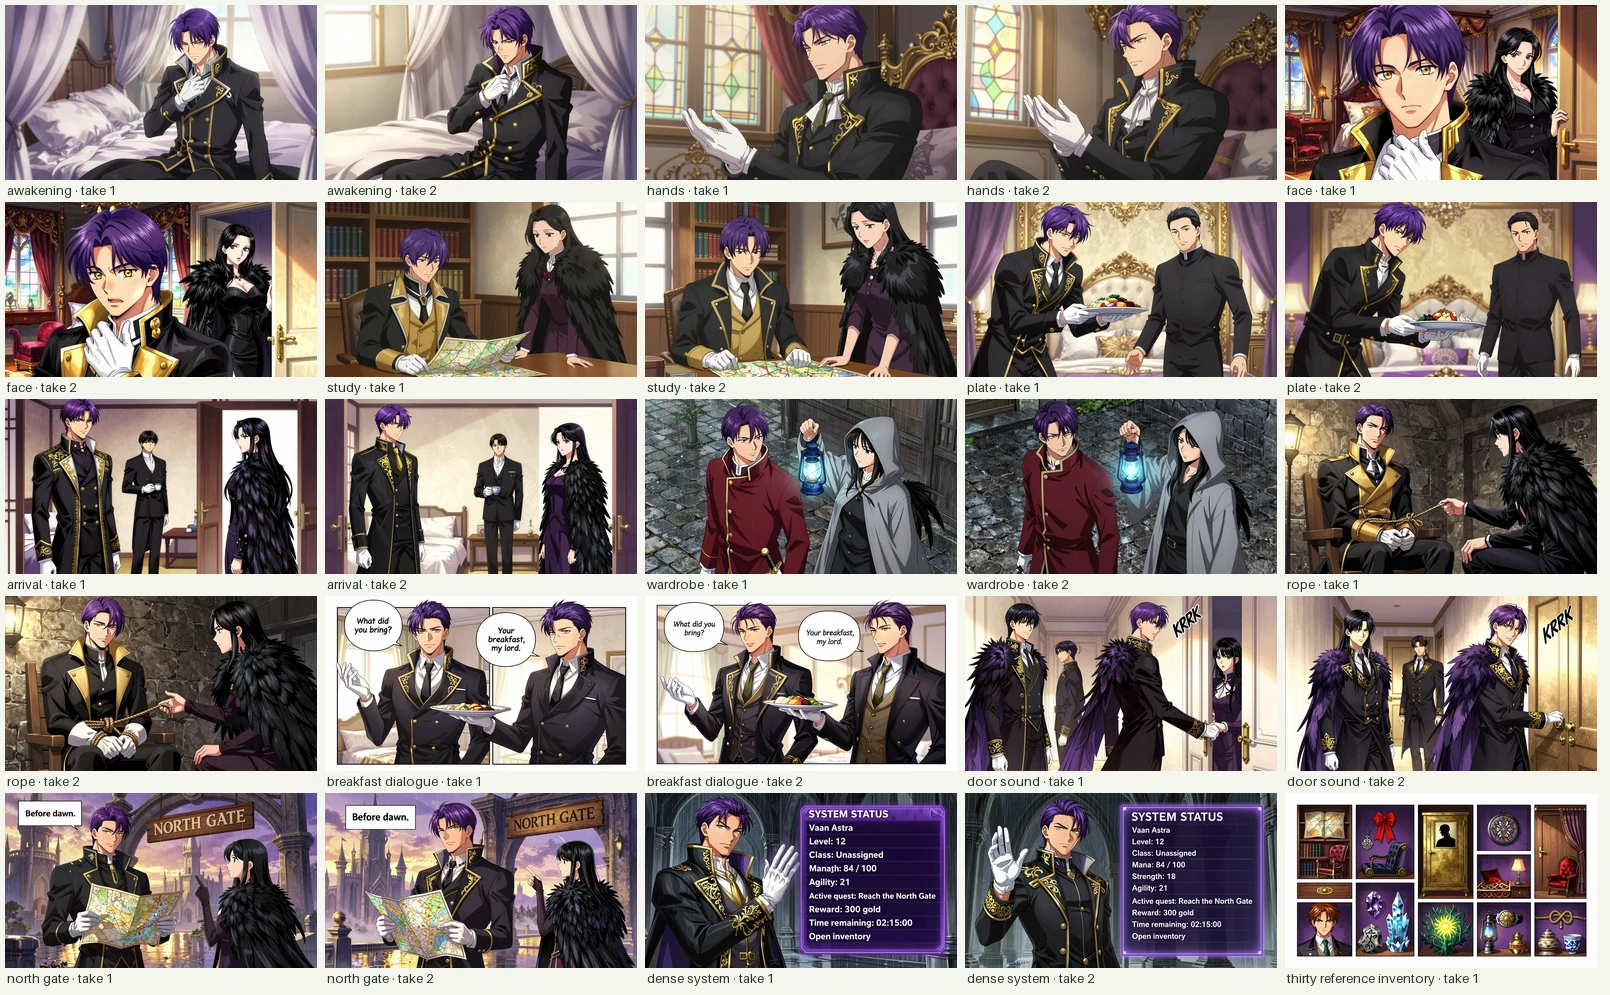 awakening · take 1
awakening · take 2
hands · take 1
hands · take 2
face · take 1
face · take 2
study · take 1
study · take 2
plate · take 1
plate · take 2
arrival · take 1
arrival · take 2
wardrobe · take 1
wardrobe · take 2
rope · take 1
What did
you bring?
Your
breakfast,
my lord.
What did you
bring?
Your breakfast,
my lord.
KRRK
KRRK
rope · take 2
breakfast dialogue · take 1
breakfast dialogue · take 2
door sound · take 1
door sound · take 2
Before dawn.
NORTH GATE
Before dawn.
NORTH GATE
SYSTEM STATUS
Vaan Astra
Level: 12
Class: Unassigned
Manaןh: 84 / 100
Agility: 21
Active quest: Reach the North Gate
Reward: 300 gold
Time remaining: 02:15:00
Open inventory
SYSTEM STATUS
Vaan Astra
Level: 12
Class: Unassigned
Mana: 84 / 100
Strength: 18
Agility: 21
Active quest: Reach the North Gate
Reward: 300 gold
Time remaining: 02:15:00
Open inventory
north gate · take 1
north gate · take 2
dense system · take 1
dense system · take 2
thirty reference inventory · take 1